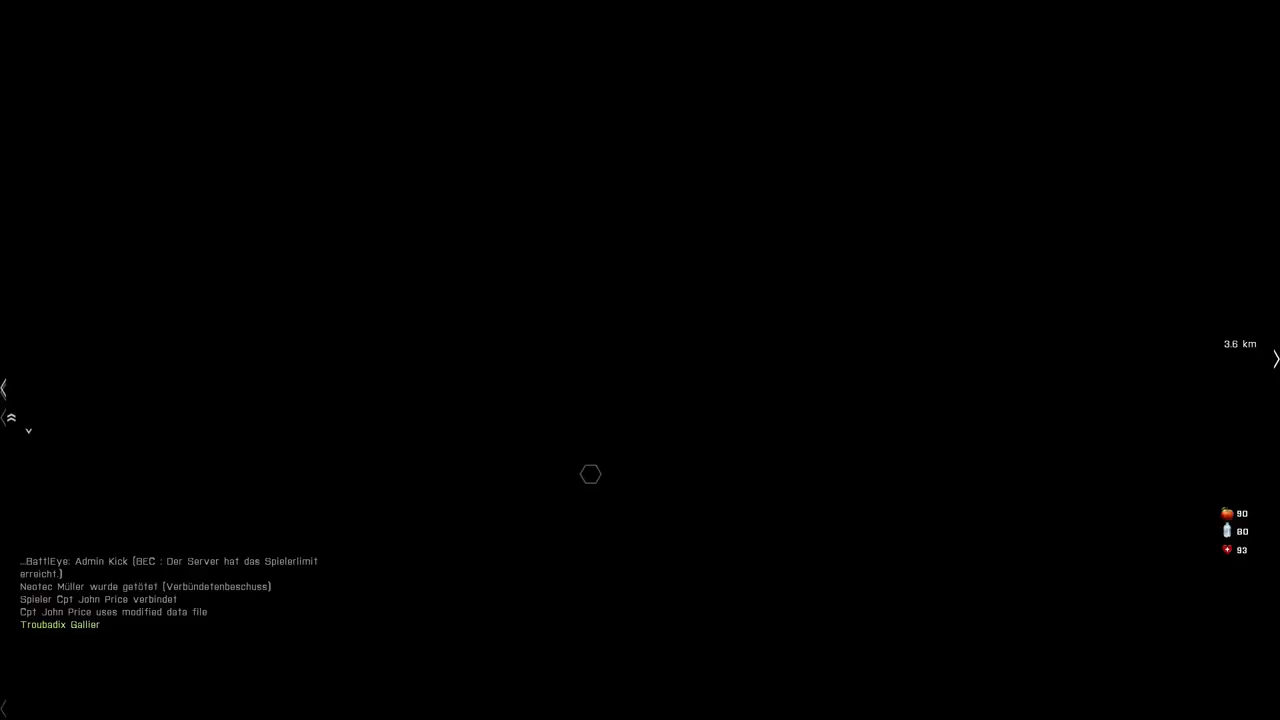 3.6 km
90
80
93
...BattlEye: Admin Kick (BEC : Der Server hat das Spielerlimit
erreicht.)
Neotec Müller wurde getötet (Verbündetenbeschuss)
Spieler Cpt John Price verbindet
Cpt John Price uses modified data file
Troubadix Gallier